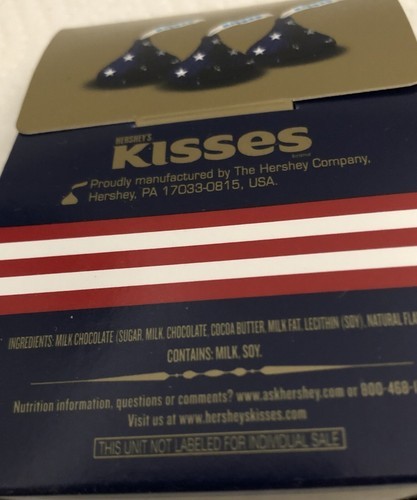 HERSHEY'S
KISSES
Proudly manufactured by The Hershey Company,
Hershey, PA 17033-0815, USA.
INGREDIENTS: MILK CHOCOLATE (SUGAR, MILK, CHOCOLATE, COCOA BUTTER, MILK FAT, LECITHIN (SOY), NATURAL
CONTAINS: MILK, SOY.
Nutrition information, questions or comments? www.askhershey.com or 800-468-
Visit us at www.hersheyskisses.com
THIS UNIT NOT LABELED FOR INDIVIDUAL SALE